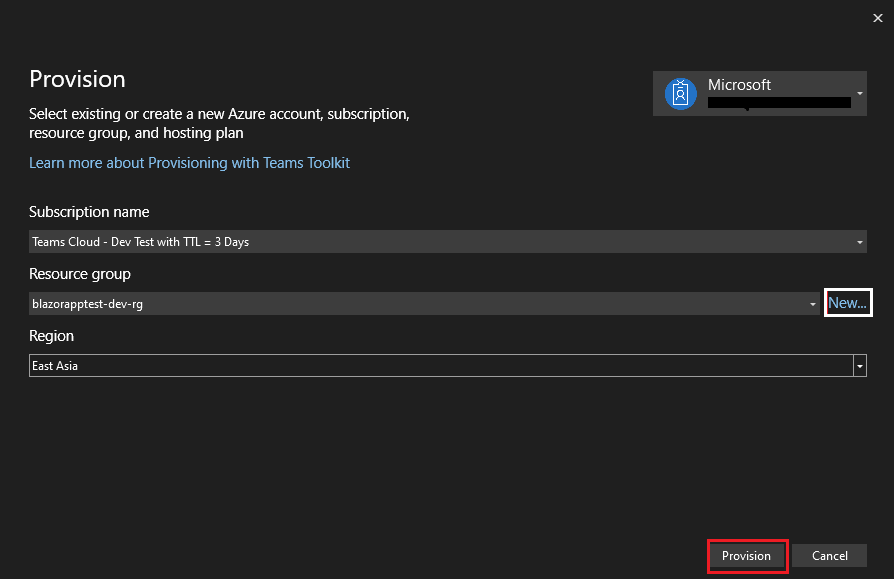 Provision
Microsoft
Select existing or create a new Azure account, subscription,
resource group, and hosting plan
Learn more about Provisioning with Teams Toolkit
Subscription name
Teams Cloud - Dev Test with TTL = 3 Days
Resource group
blazorapptest-dev-rg
New...
Region
East Asia
Provision
Cancel